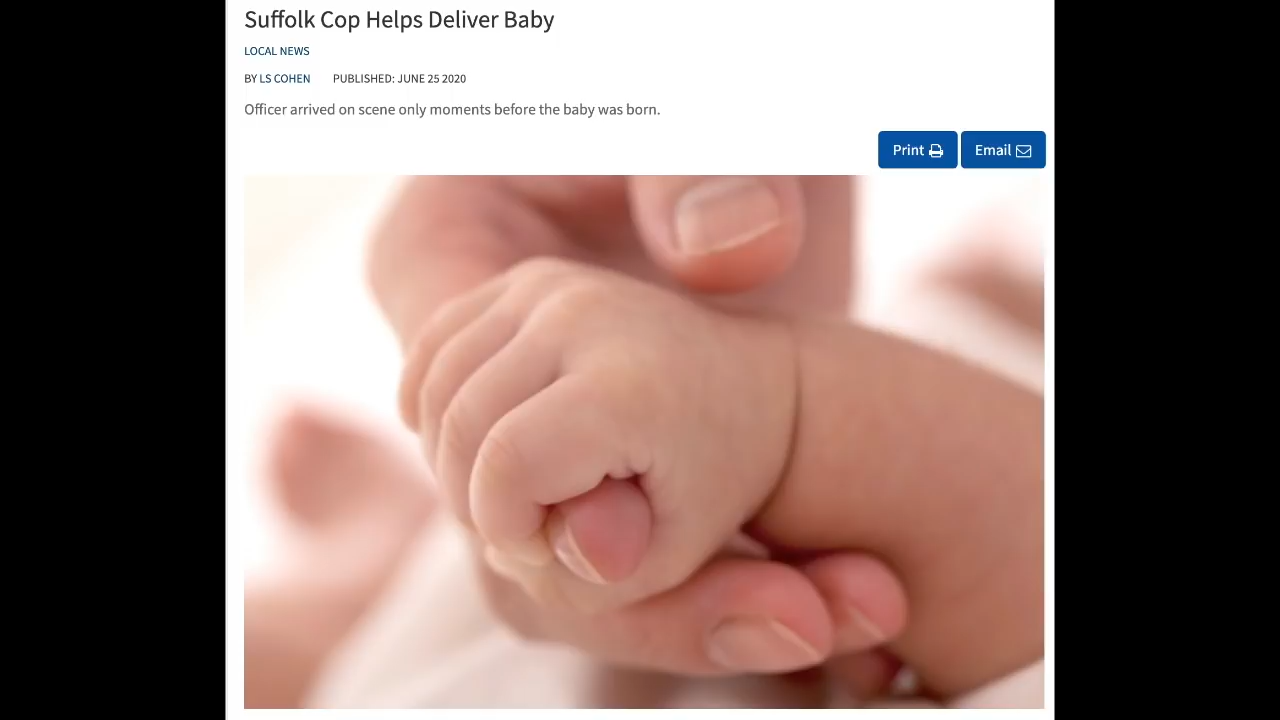 Suffolk Cop Helps Deliver Baby
LOCAL NEWS
BY LS COHEN PUBLISHED: JUNE 25 2020
Officer arrived on scene only moments before the baby was born.
Print Email